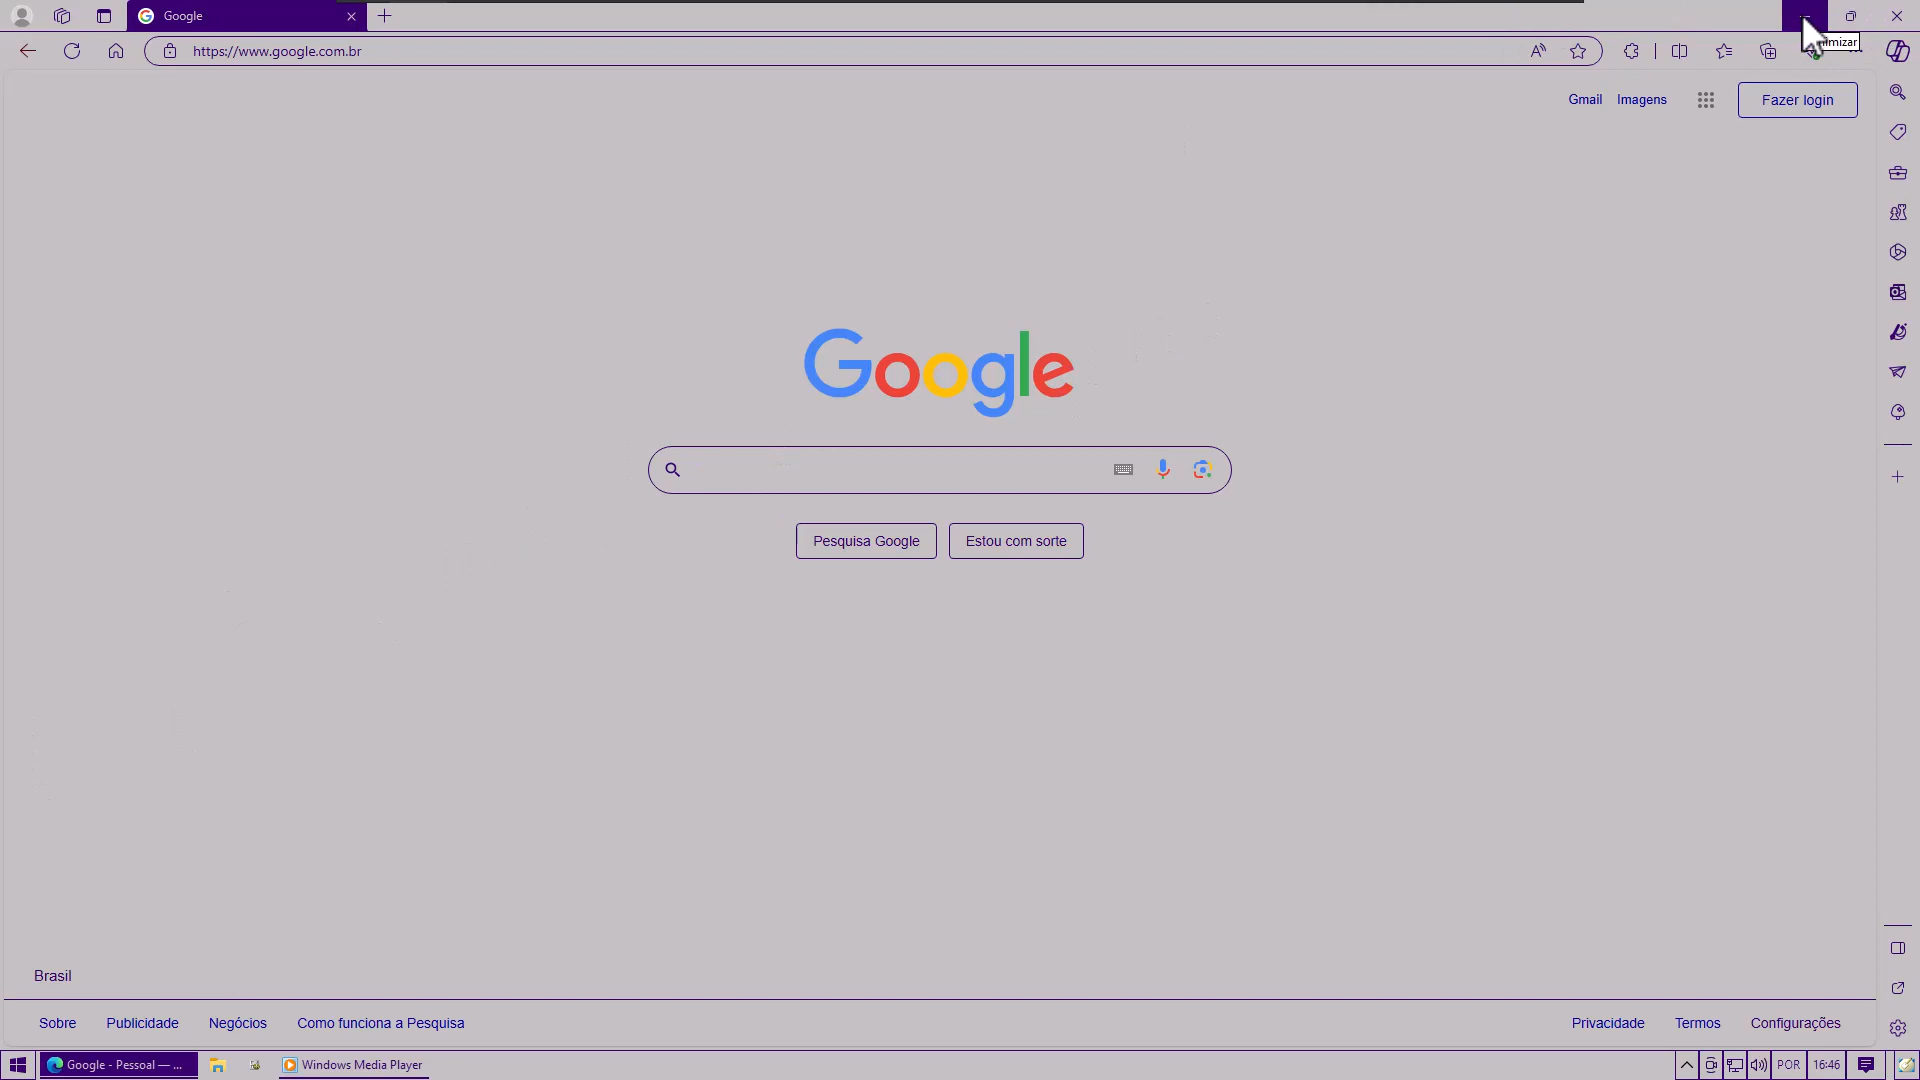 Google
https://www.google.com.br
Gmail Imagens Fazer login
Google
Pesquisa Google Estou com sorte
Brasil
Sobre Publicidade Negócios Como funciona a Pesquisa Privacidade Termos Configurações
Google - Pessoal — ... Windows Media Player POR 16:46